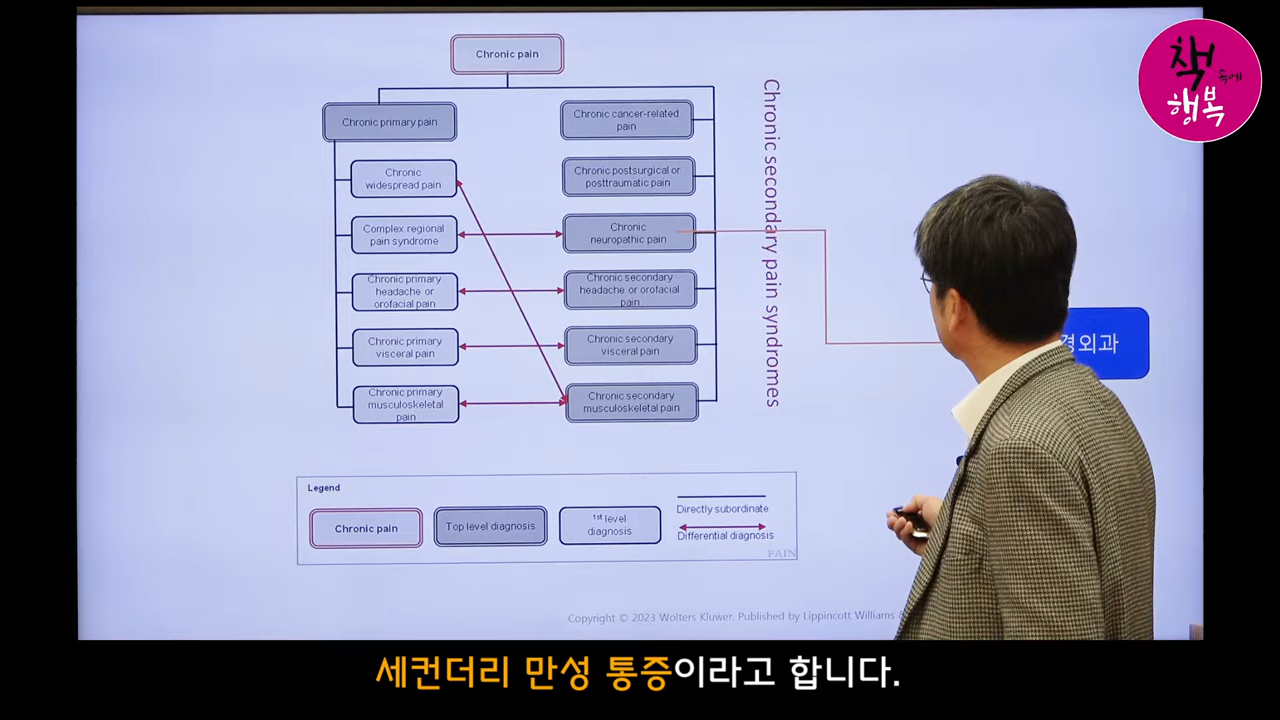 Chronic pain
Chronic primary pain
Chronic
widespread pain
Complex regional
pain syndrome
Chronic primary
headache or
orofacial pain
Chronic primary
visceral pain
Chronic primary
musculoskeletal
pain
Chronic cancer-related
pain
Chronic postsurgical or
posttraumatic pain
Chronic
neuropathic pain
Chronic secondary
headache or orofacial
pain
Chronic secondary
visceral pain
Chronic secondary
musculoskeletal pain
Chronic secondary pain syndromes
책
속에
행복
경외과
Legend
Chronic pain
Top level diagnosis
1st level
diagnosis
Directly subordinate
Differential diagnosis
PAIN
Copyright © 2023 Wolters Kluwer. Published by Lippincott Williams &
세컨더리 만성 통증이라고 합니다.